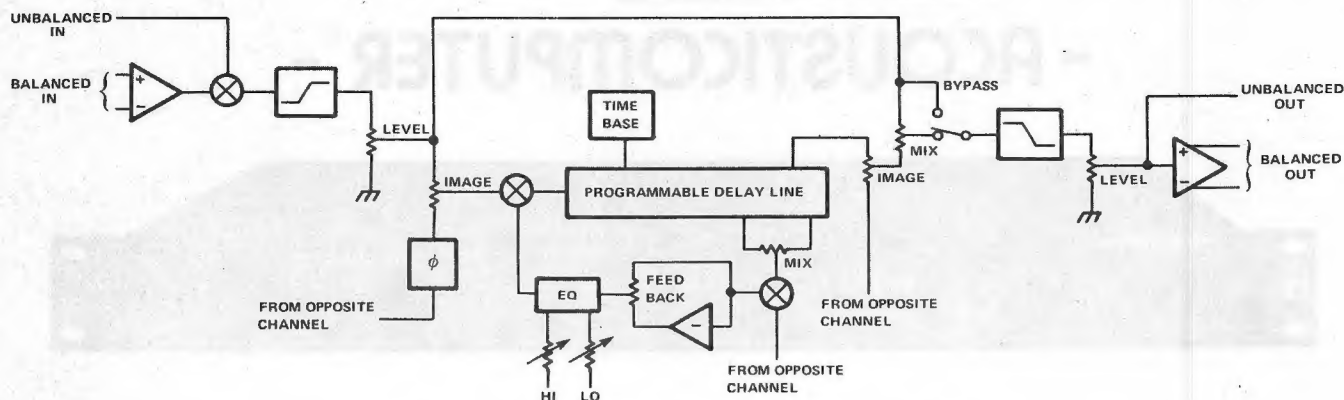 - ACOUSTICOMPUTER -
UNBALANCED
IN
BALANCED
IN
+
−
LEVEL
IMAGE
ϕ
FROM OPPOSITE
CHANNEL
TIME
BASE
PROGRAMMABLE DELAY LINE
MIX
EQ
FEED
BACK
−
HI
LO
FROM OPPOSITE
CHANNEL
IMAGE
FROM OPPOSITE
CHANNEL
BYPASS
MIX
LEVEL
UNBALANCED
OUT
+
−
BALANCED
OUT